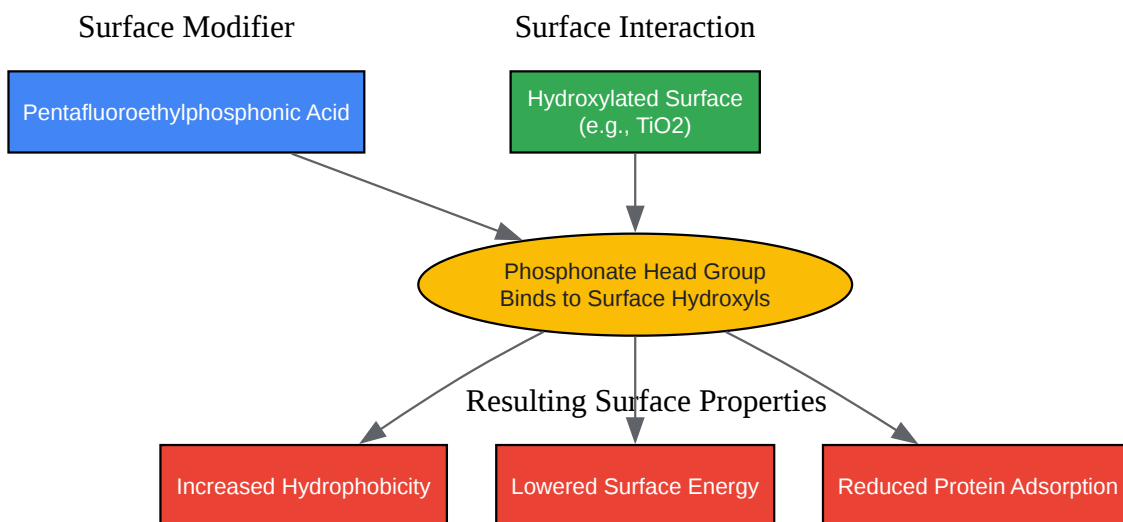 Surface Modifier
Surface Interaction
Pentafluoroethylphosphonic Acid
Hydroxylated Surface
(e.g., TiO2)
Phosphonate Head Group
Binds to Surface Hydroxyls
Resulting Surface Properties
Increased Hydrophobicity
Lowered Surface Energy
Reduced Protein Adsorption